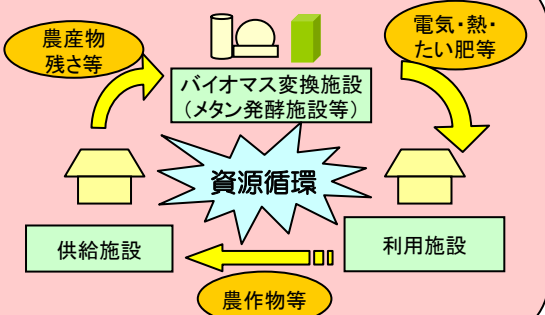 農産物
残さ等
電気・熱・
たい肥等
バイオマス変換施設
（メタン発酵施設等）
資源循環
供給施設
利用施設
農作物等